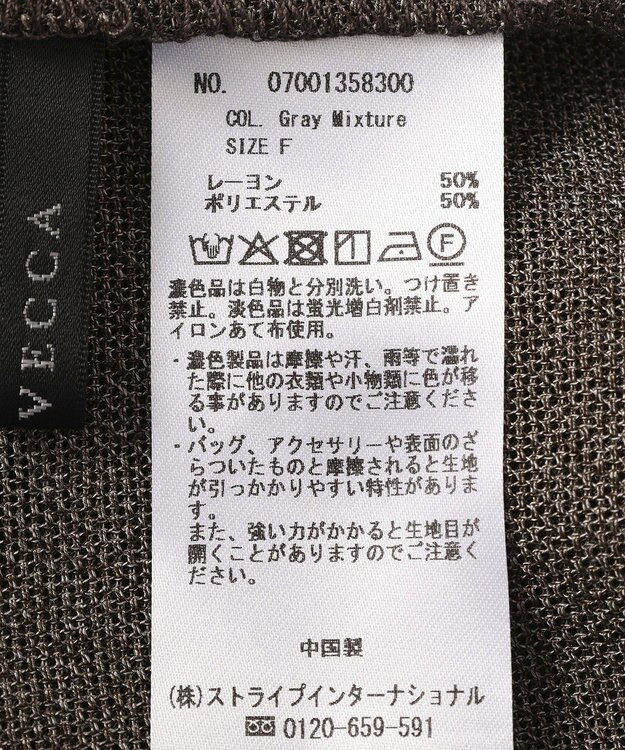 NO. 07001358300
COL. Gray Mixture
SIZE F
レーヨン 50%
ポリエステル 50%
F
濃色品は白物と分別洗い。つけ置き
禁止。淡色品は蛍光増白剤禁止。ア
イロンあて布使用。
・濃色製品は摩擦や汗、雨等で濡れ
た際に他の衣類や小物類に色が移
る事がありますのでご注意くださ
い。
・バッグ、アクセサリーや表面のざ
らついたものと摩擦されると生地
が引っかかりやすい特性がありま
す。
また、強い力がかかると生地目が
開くことがありますのでご注意く
ださい。
中国製
(株)ストライプインターナショナル
0120-659-591
VECCA